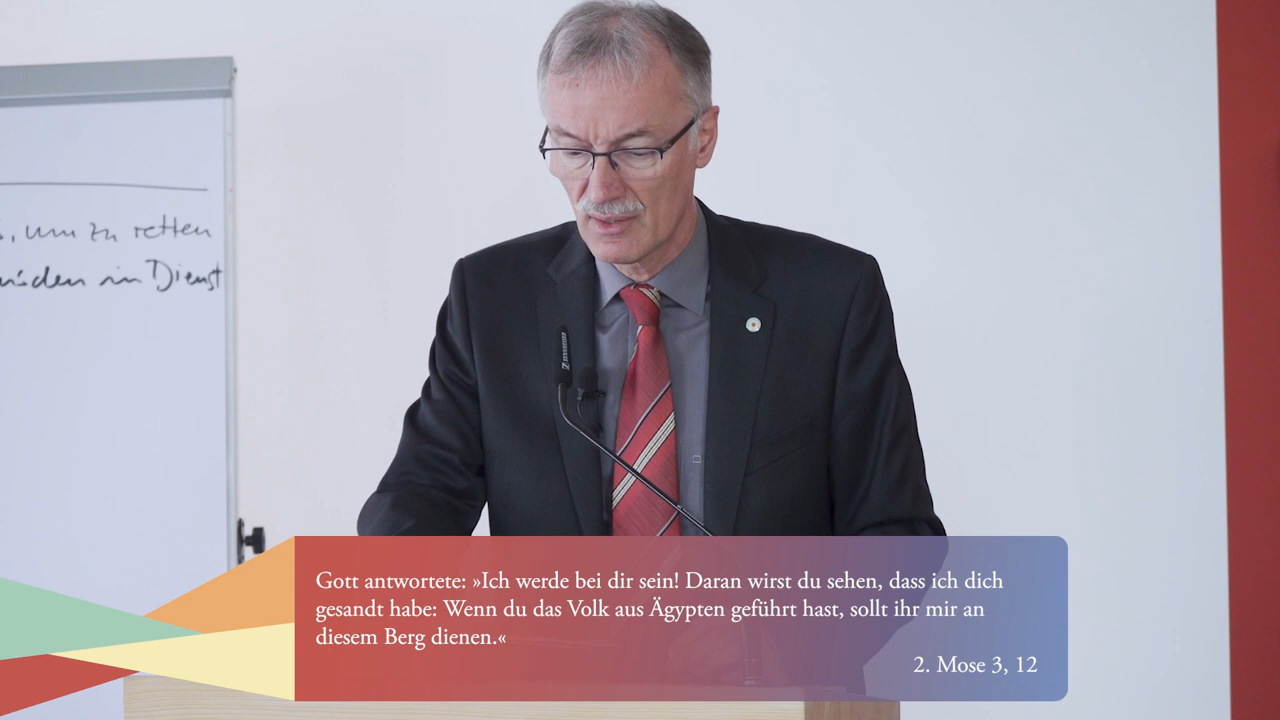 , um zu retten
in Dienst
Gott antwortete: »Ich werde bei dir sein! Daran wirst du sehen, dass ich dich
gesandt habe: Wenn du das Volk aus Ägypten geführt hast, sollt ihr mir an
diesem Berg dienen.«
2. Mose 3, 12